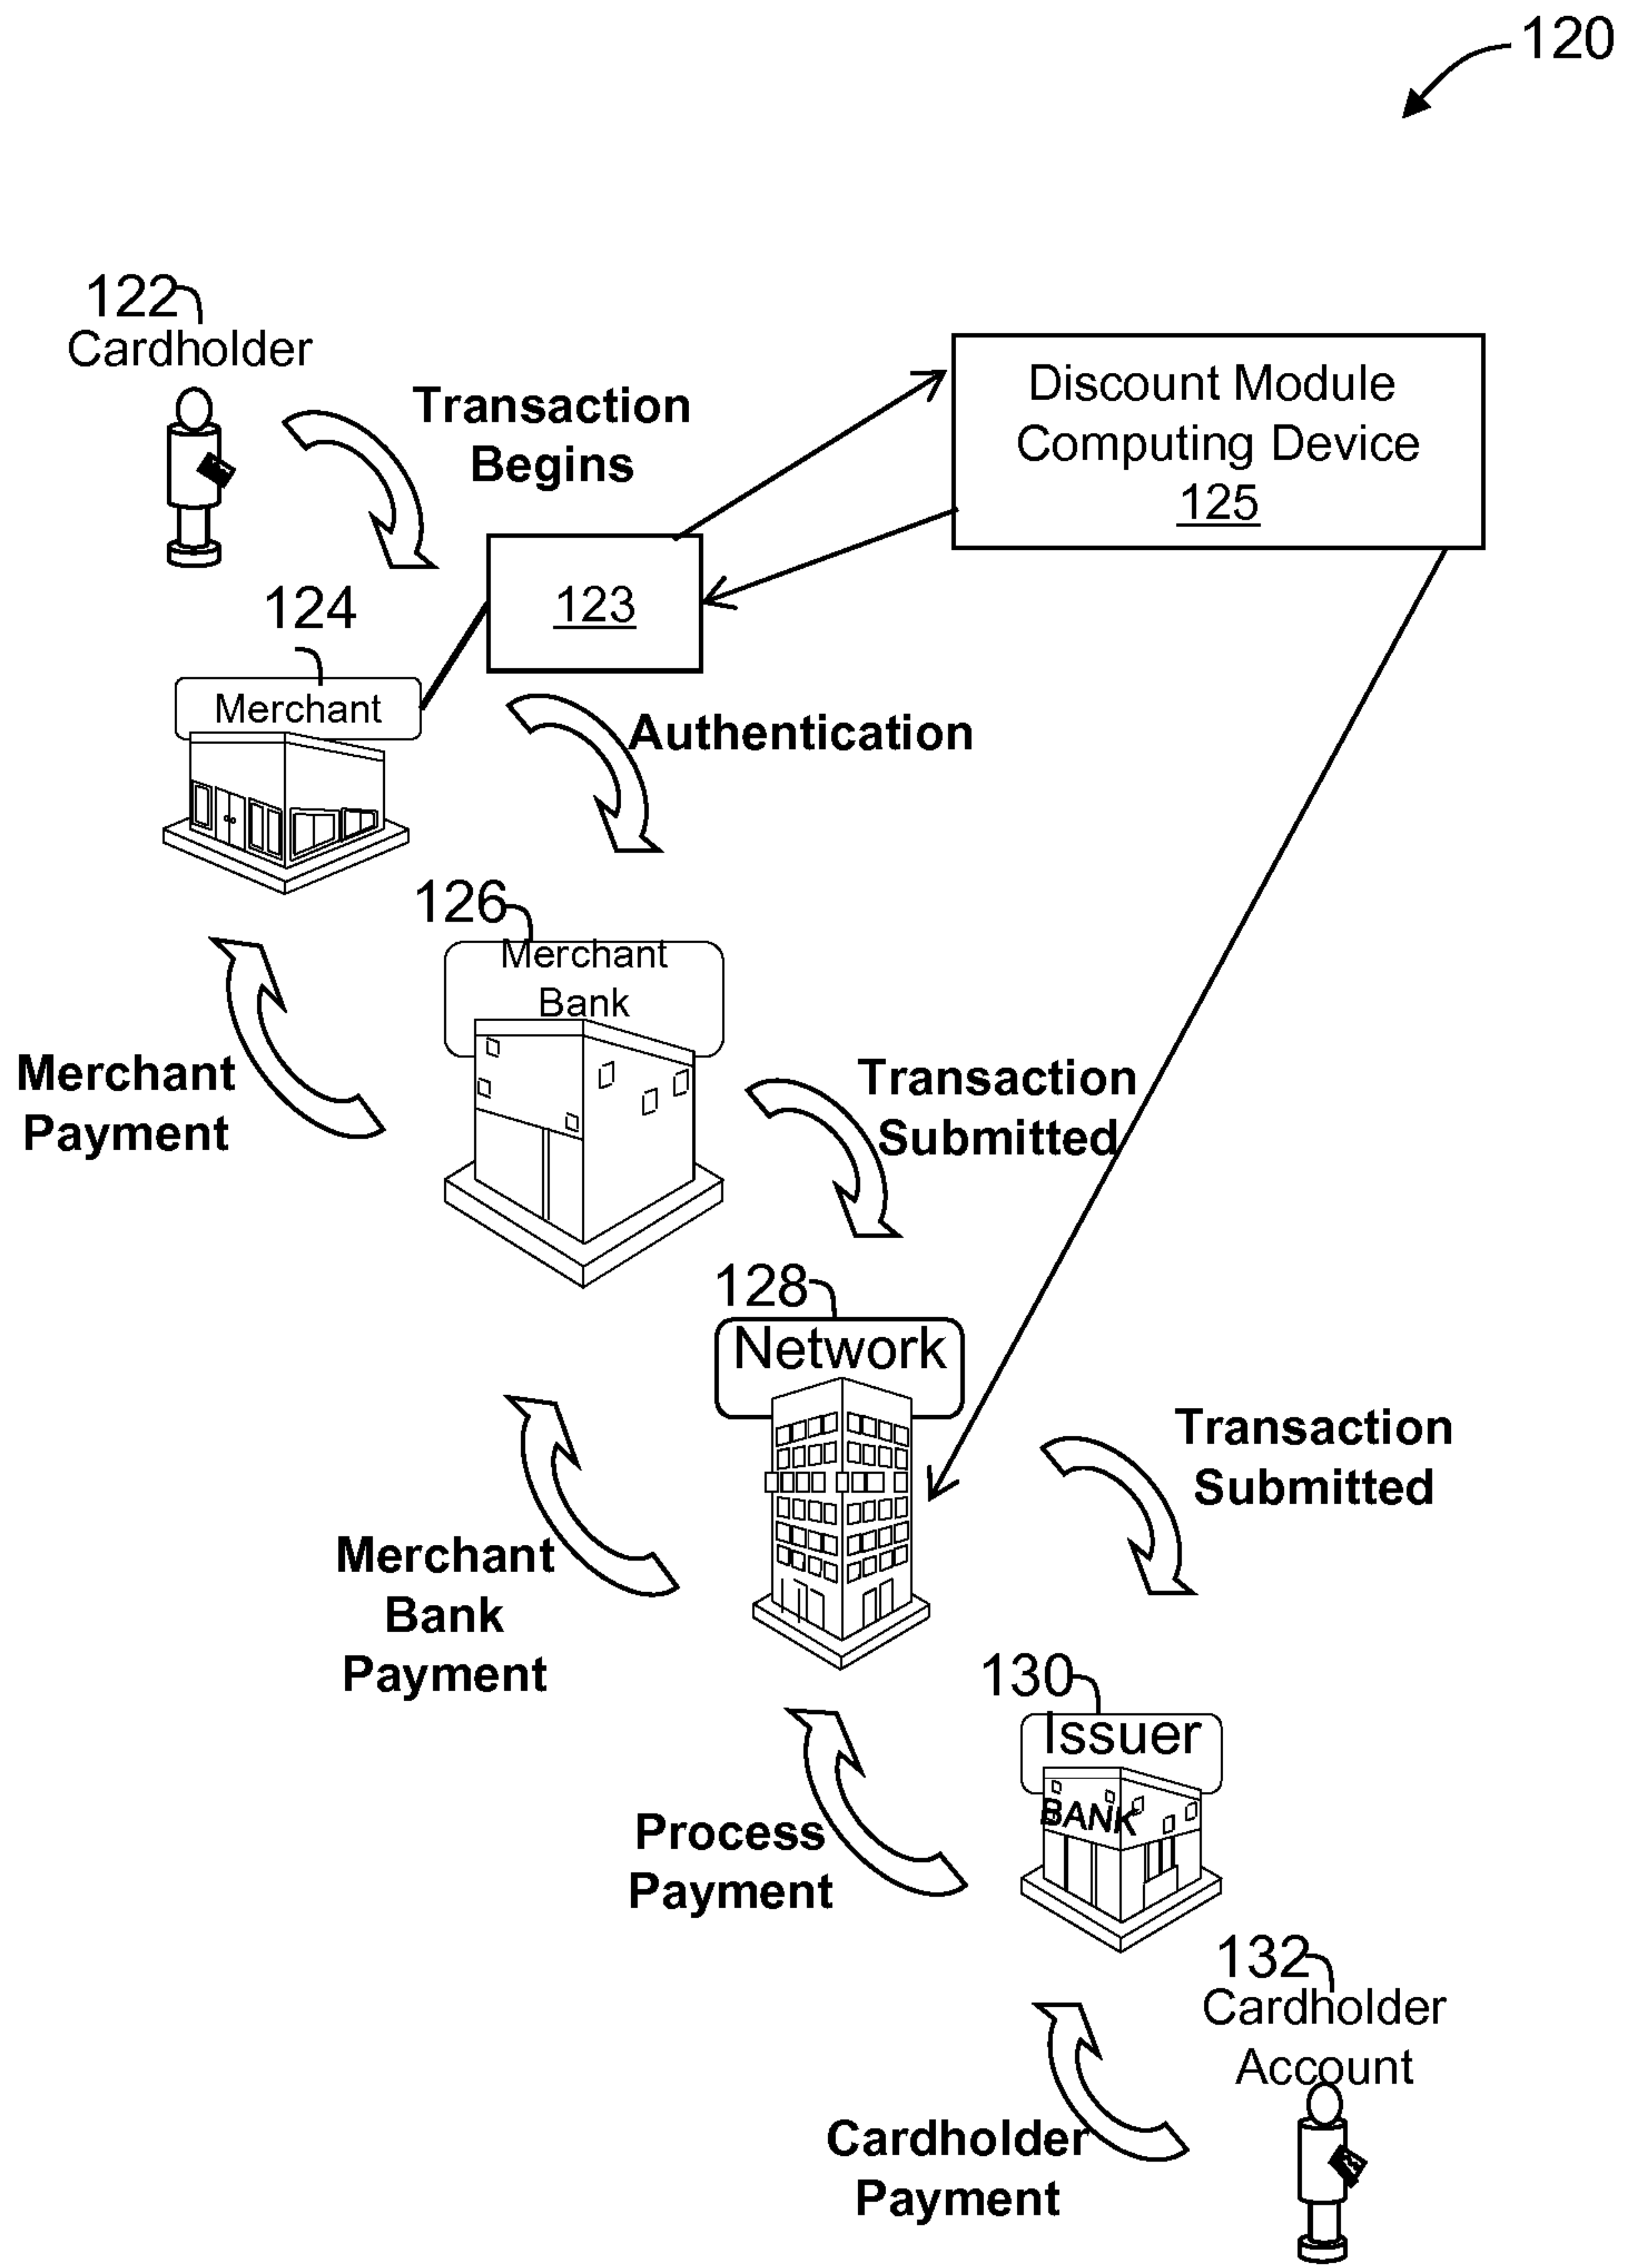 120
122
Cardholder
Transaction
Begins
Discount Module
Computing Device
125
123
124
Merchant
Authentication
126
Merchant
Bank
Merchant
Payment
Transaction
Submitted
128
Network
Transaction
Submitted
Merchant
Bank
Payment
130
Issuer
BANK
Process
Payment
132
Cardholder
Account
Cardholder
Payment